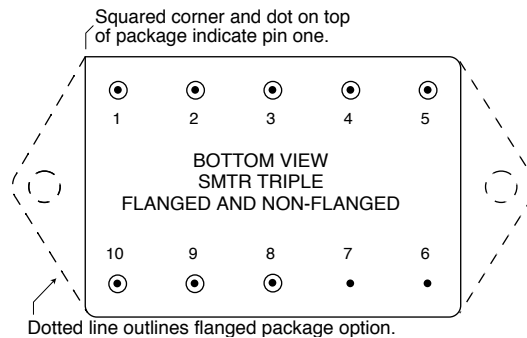 Squared corner and dot on top
of package indicate pin one.
1 2 3 4 5
BOTTOM VIEW
SMTR TRIPLE
FLANGED AND NON-FLANGED
10 9 8 7 6
Dotted line outlines flanged package option.